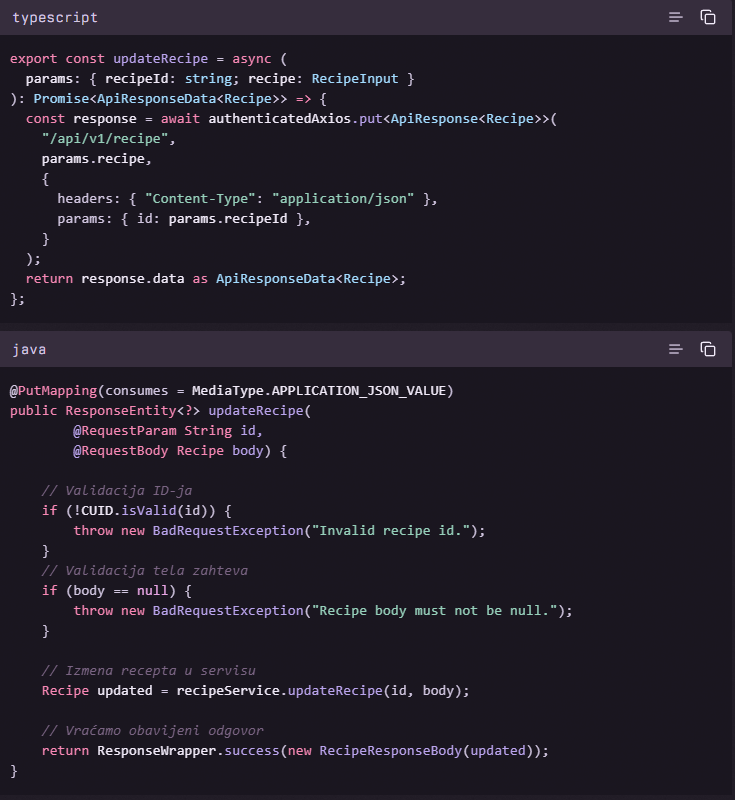 typescript
export const updateRecipe = async (
  params: { recipeId: string; recipe: RecipeInput }
): Promise<ApiResponseData<Recipe>> => {
  const response = await authenticatedAxios.put<ApiResponse<Recipe>>(
    "/api/v1/recipe",
    params.recipe,
    {
      headers: { "Content-Type": "application/json" },
      params: { id: params.recipeId },
    }
  );
  return response.data as ApiResponseData<Recipe>;
};
java
@PutMapping(consumes = MediaType.APPLICATION_JSON_VALUE)
public ResponseEntity<?> updateRecipe(
        @RequestParam String id,
        @RequestBody Recipe body) {
    // Validacija ID-ja
    if (!CUID.isValid(id)) {
        throw new BadRequestException("Invalid recipe id.");
    }
    // Validacija tela zahteva
    if (body == null) {
        throw new BadRequestException("Recipe body must not be null.");
    }
    // Izmena recepta u servisu
    Recipe updated = recipeService.updateRecipe(id, body);
    // Vraćamo obavijeni odgovor
    return ResponseWrapper.success(new RecipeResponseBody(updated));
}